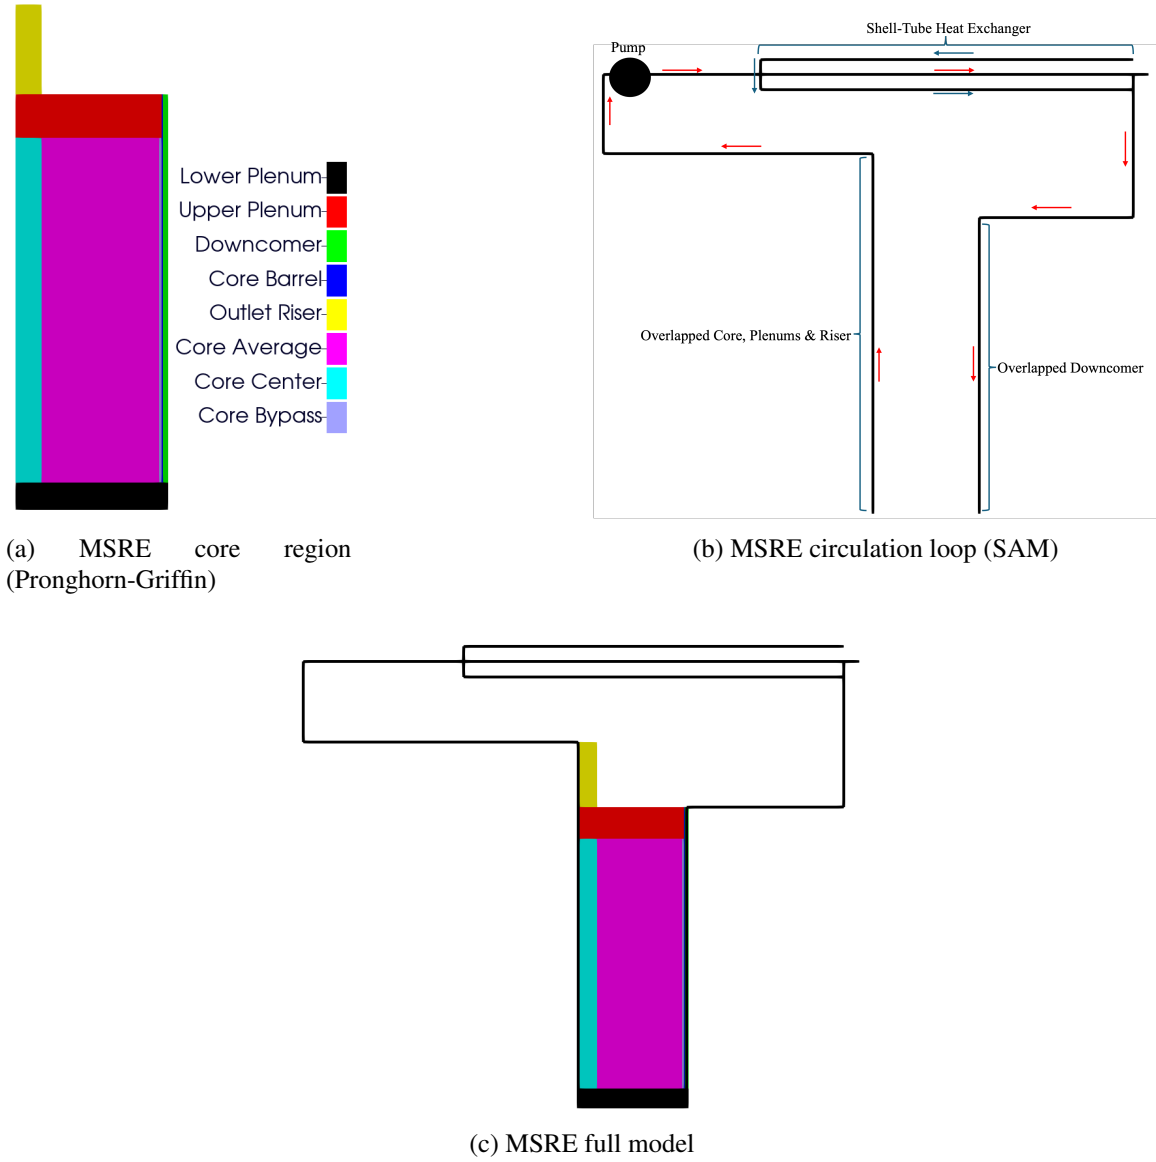 Lower Plenum
Upper Plenum
Downcomer
Core Barrel
Outlet Riser
Core Average
Core Center
Core Bypass
(a) MSRE core region
(Pronghorn-Griffin)
Shell-Tube Heat Exchanger
Pump
Overlapped Core, Plenums & Riser
Overlapped Downcomer
(b) MSRE circulation loop (SAM)
(c) MSRE full model